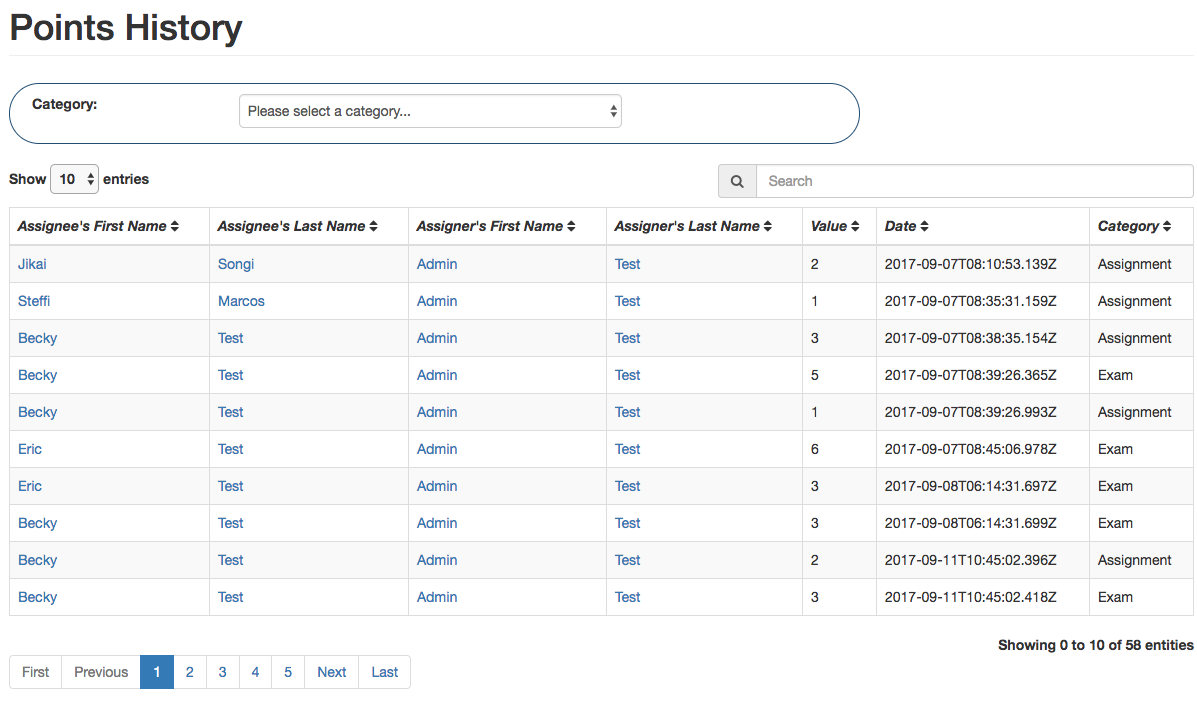 Points History
Category: Please select a category...
Show 10 entries Search
Assignee's First Name Assignee's Last Name Assigner's First Name Assigner's Last Name Value Date Category
Jikai Songi Admin Test 2 2017-09-07T08:10:53.139Z Assignment
Steffi Marcos Admin Test 1 2017-09-07T08:35:31.159Z Assignment
Becky Test Admin Test 3 2017-09-07T08:38:35.154Z Assignment
Becky Test Admin Test 5 2017-09-07T08:39:26.365Z Exam
Becky Test Admin Test 1 2017-09-07T08:39:26.993Z Assignment
Eric Test Admin Test 6 2017-09-07T08:45:06.978Z Exam
Eric Test Admin Test 3 2017-09-08T06:14:31.697Z Exam
Becky Test Admin Test 3 2017-09-08T06:14:31.699Z Exam
Becky Test Admin Test 2 2017-09-11T10:45:02.396Z Assignment
Becky Test Admin Test 3 2017-09-11T10:45:02.418Z Exam
Showing 0 to 10 of 58 entities
First Previous 1 2 3 4 5 Next Last